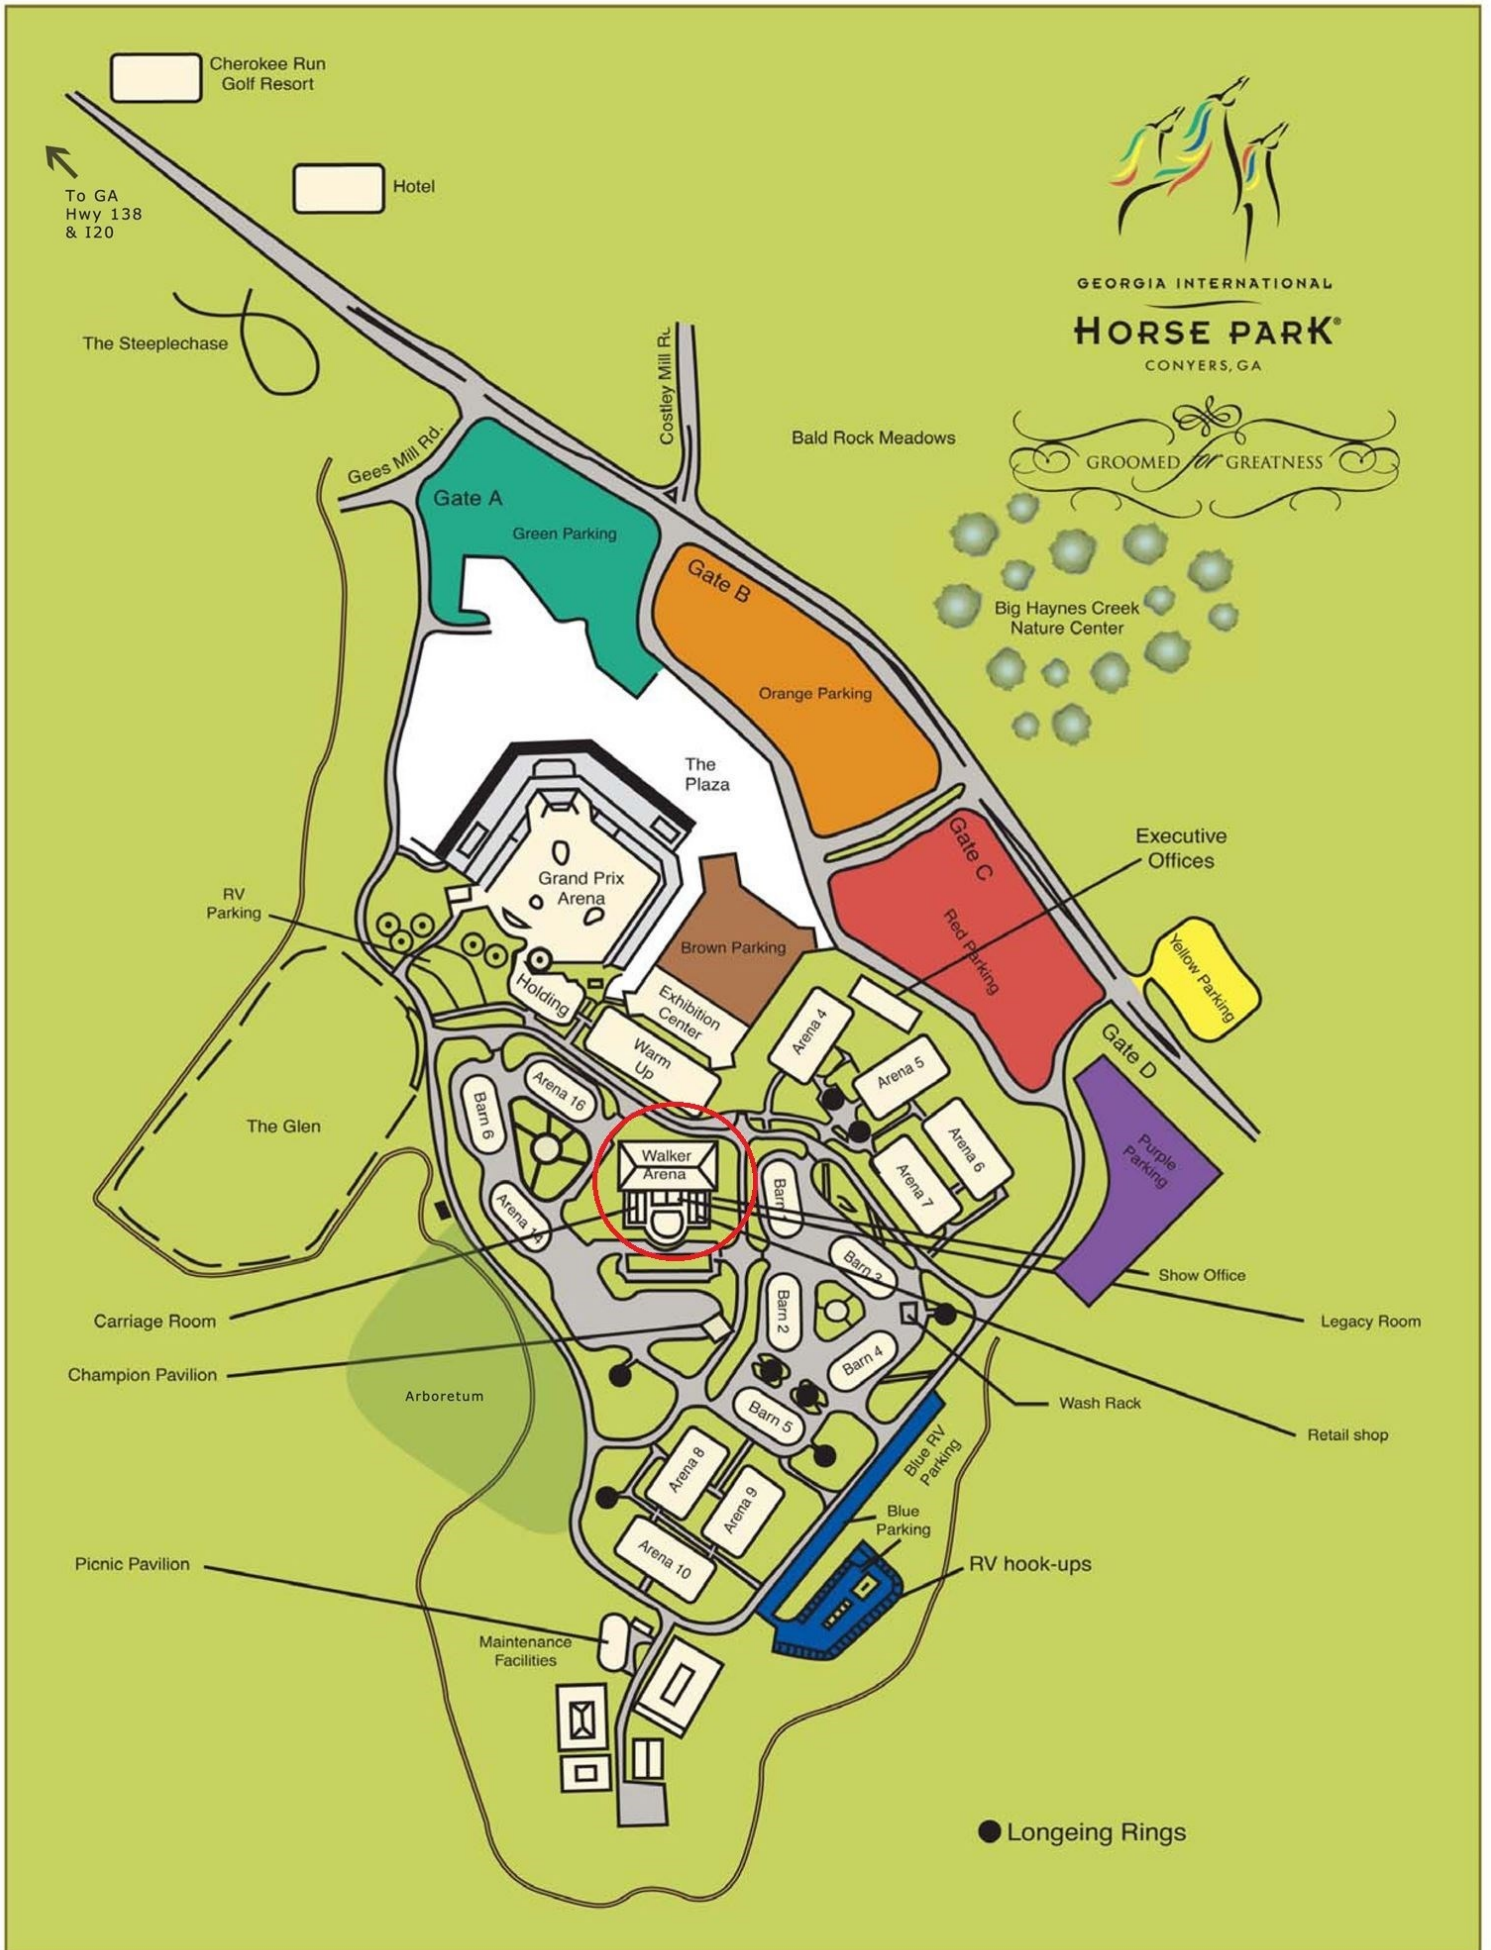 Cherokee Run
Golf Resort
Hotel
To GA
Hwy 138
& I20
GEORGIA INTERNATIONAL
HORSE PARK®
CONYERS, GA
GROOMED for GREATNESS
The Steeplechase
Costley Mill
Bald Rock Meadows
Gees Mill Rd.
Gate A
Green Parking
Gate B
Orange Parking
Big Haynes Creek
Nature Center
The
Plaza
Gate C
Red Parking
Executive
Offices
Grand Prix
Arena
RV
Parking
Brown Parking
Yellow Parking
Holding
Exhibition
Center
Warm
Up
Arena 4
Arena 5
Arena 6
Arena 7
Gate D
Purple
Parking
The Glen
Barn 6
Arena 16
Walker
Arena
Barn
Arena 14
Barn 3
Show Office
Legacy Room
Carriage Room
Barn 2
Champion Pavilion
Barn 4
Arboretum
Wash Rack
Barn 5
Retail shop
Blue RV
Parking
Arena 8
Arena 9
Blue
Parking
Arena 10
RV hook-ups
Picnic Pavilion
Maintenance
Facilities
Longeing Rings